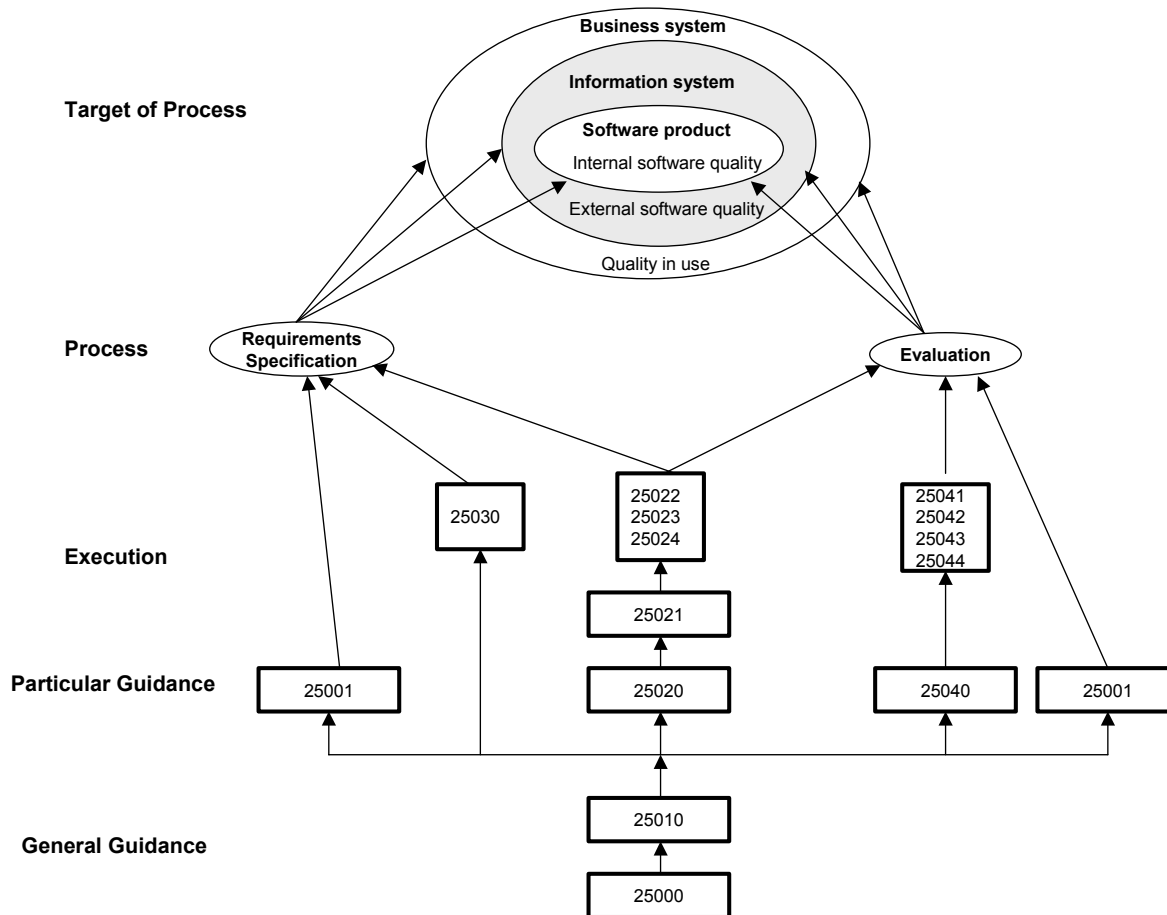 Business system
Information system
Target of Process
Software product
Internal software quality
External software quality
Quality in use
Process
Requirements
Specification
Evaluation
25030
25022
25023
25024
25041
25042
25043
25044
Execution
25021
Particular Guidance
25001
25020
25040
25001
25010
General Guidance
25000